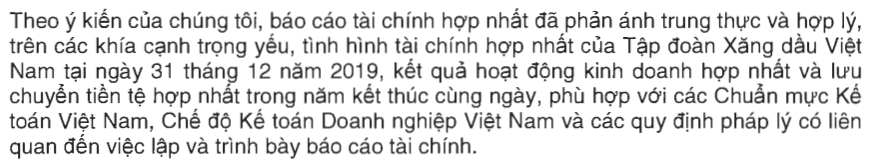 Theo ý kiến của chúng tôi, báo cáo tài chính hợp nhất đã phản ánh trung thực và hợp lý,
trên các khía cạnh trọng yếu, tình hình tài chính hợp nhất của Tập đoàn Xăng dầu Việt
Nam tại ngày 31 tháng 12 năm 2019, kết quả hoạt động kinh doanh hợp nhất và lưu
chuyển tiền tệ hợp nhất trong năm kết thúc cùng ngày, phù hợp với các Chuẩn mực Kế
toán Việt Nam, Chế độ Kế toán Doanh nghiệp Việt Nam và các quy định pháp lý có liên
quan đến việc lập và trình bày báo cáo tài chính.